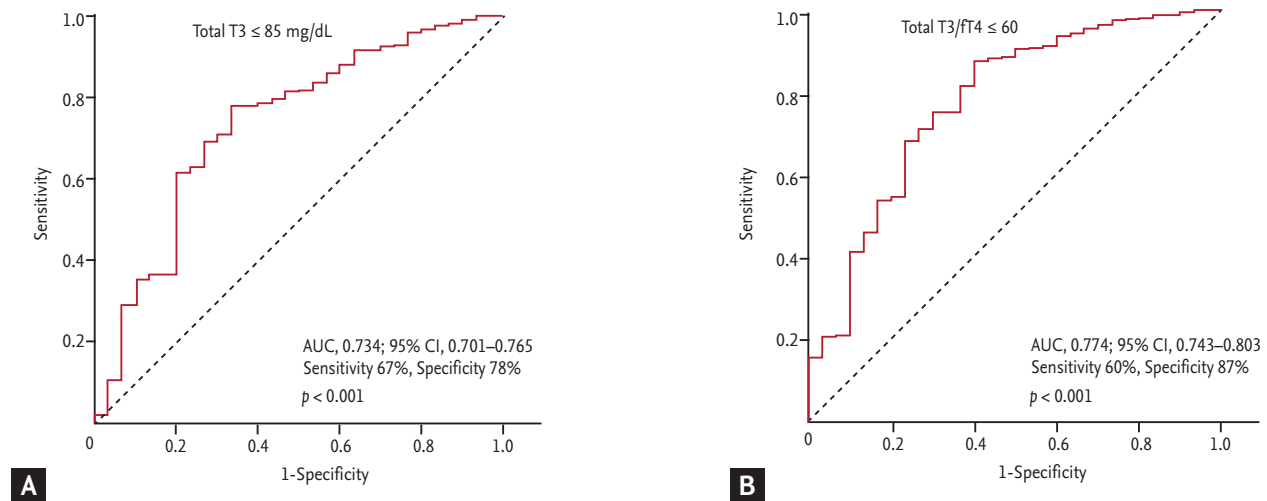 Total T3 ≤ 85 mg/dL
1.0
0.8
0.6
0.4
0.2
Sensitivity
AUC, 0.734; 95% CI, 0.701–0.765
Sensitivity 67%, Specificity 78%
p < 0.001
0
0.2
0.4
0.6
0.8
1.0
1-Specificity
A
Total T3/fT4 ≤ 60
1.0
0.8
0.6
0.4
0.2
Sensitivity
AUC, 0.774; 95% CI, 0.743–0.803
Sensitivity 60%, Specificity 87%
p < 0.001
0
0.2
0.4
0.6
0.8
1.0
1-Specificity
B